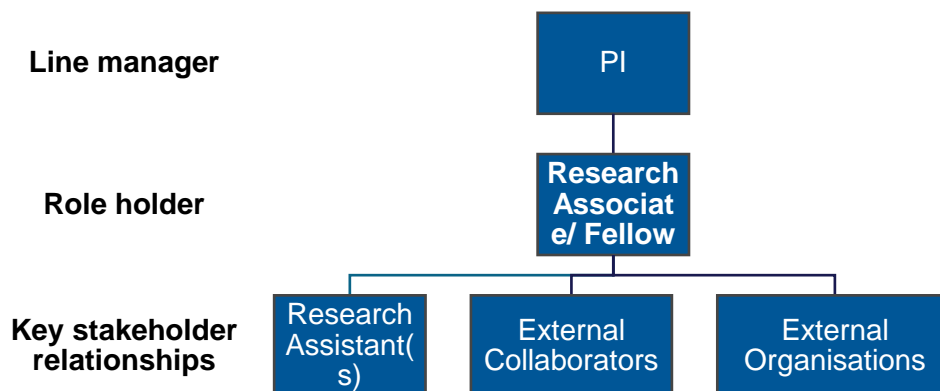 Line manager
PI
Role holder
Research
Associat
e/ Fellow
Key stakeholder
relationships
Research
Assistant(
s)
External
Collaborators
External
Organisations